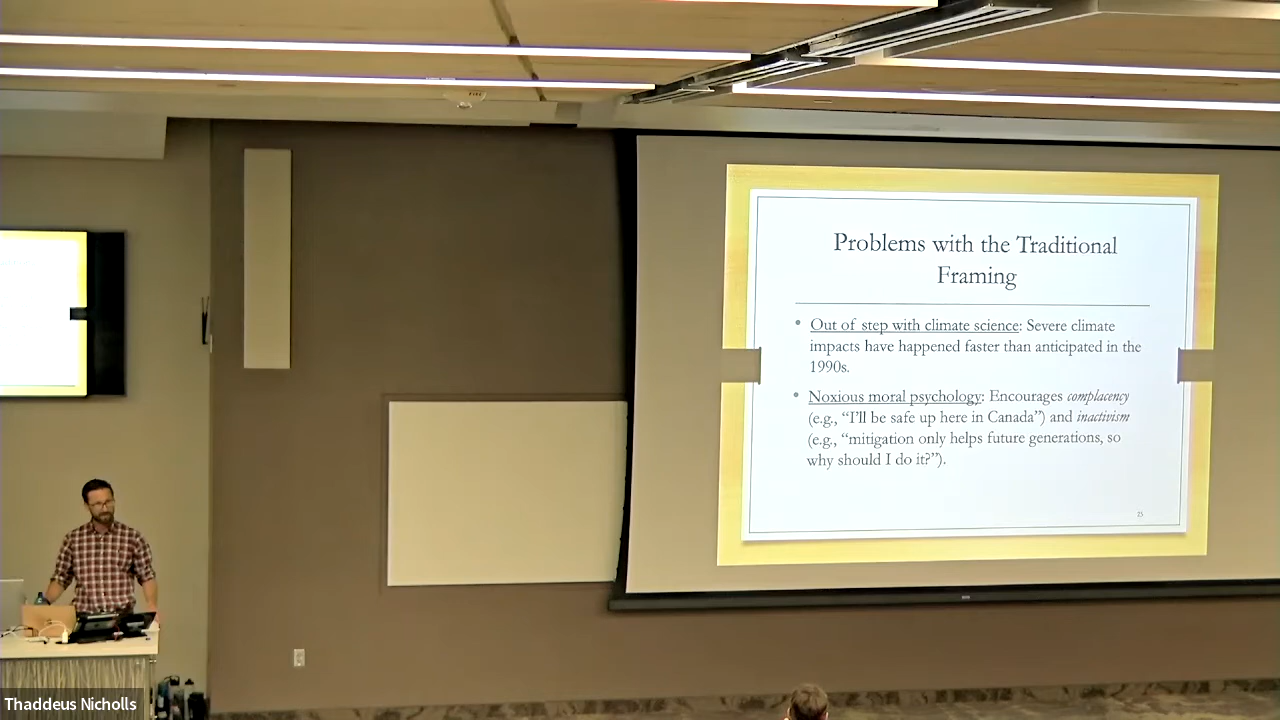 Problems with the Traditional
Framing
• Out of step with climate science: Severe climate
impacts have happened faster than anticipated in the
1990s.
• Noxious moral psychology: Encourages complacency
(e.g., “I’ll be safe up here in Canada”) and inactivism
(e.g., “mitigation only helps future generations, so
why should I do it?”).
Thaddeus Nicholls